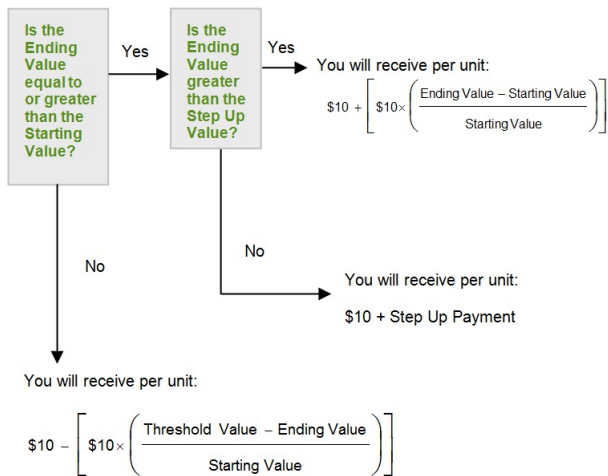 Is the
Ending
Value
equal to
or greater
than the
Starting
Value?
Yes
Is the
Ending
Value
greater
than the
Step Up
Value?
Yes
You will receive per unit:
$10 + [ $10× ( Ending Value – Starting Value
Starting Value ) ]
No
No
You will receive per unit:
$10 + Step Up Payment
You will receive per unit:
$10 – [ $10× ( Threshold Value – Ending Value
Starting Value ) ]